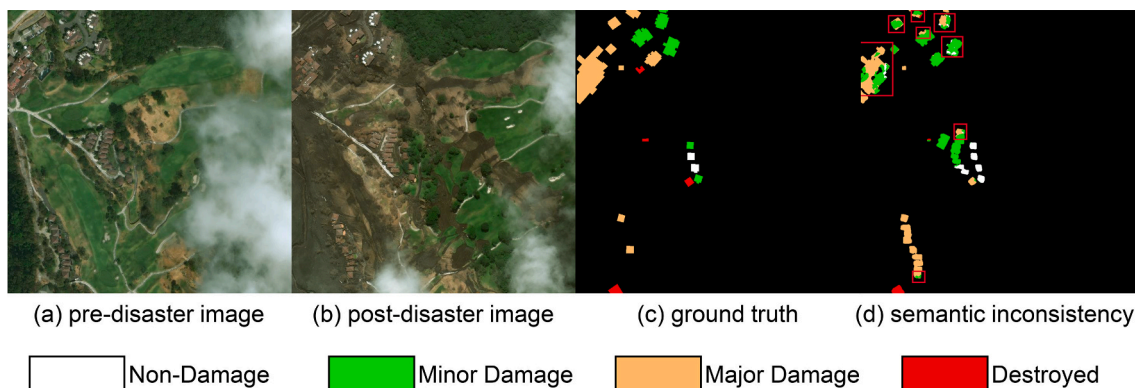 (a) pre-disaster image (b) post-disaster image (c) ground truth (d) semantic inconsistency
Non-Damage Minor Damage Major Damage Destroyed